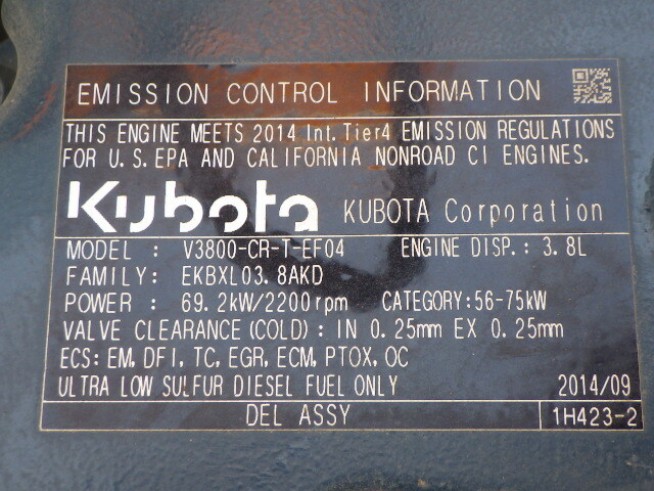 EMISSION CONTROL INFORMATION
THIS ENGINE MEETS 2014 Int. Tier4 EMISSION REGULATIONS
FOR U.S. EPA AND CALIFORNIA NONROAD CI ENGINES.
Kubota KUBOTA Corporation
MODEL : V3800-CR-T-EF04 ENGINE DISP.: 3.8L
FAMILY: EKBXL03.8AKD
POWER : 69.2kW/2200rpm CATEGORY:56-75kW
VALVE CLEARANCE(COLD): IN 0.25mm EX 0.25mm
ECS: EM, DFI, TC, EGR, ECM, PTOX, OC
ULTRA LOW SULFUR DIESEL FUEL ONLY 2014/09
DEL ASSY 1H423-2